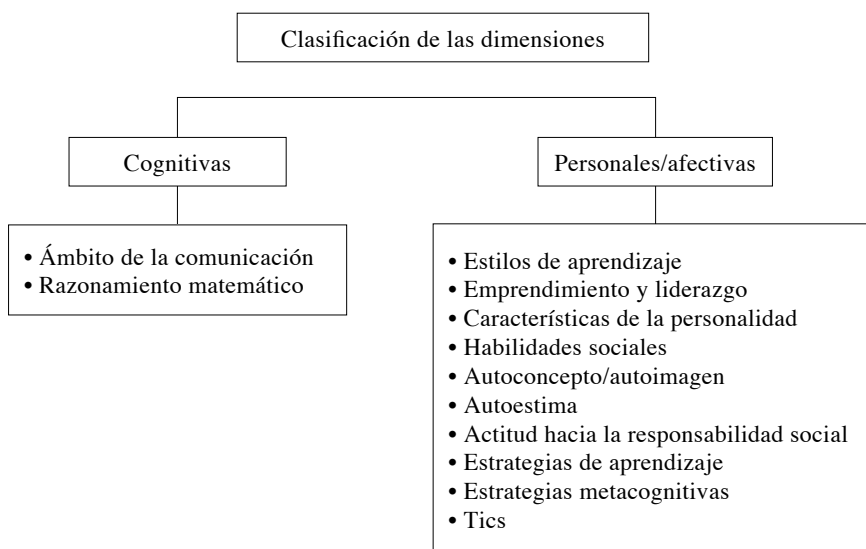 Clasificación de las dimensiones
Cognitivas
• Ámbito de la comunicación
• Razonamiento matemático
Personales/afectivas
• Estilos de aprendizaje
• Emprendimiento y liderazgo
• Características de la personalidad
• Habilidades sociales
• Autoconcepto/autoimagen
• Autoestima
• Actitud hacia la responsabilidad social
• Estrategias de aprendizaje
• Estrategias metacognitivas
• Tics